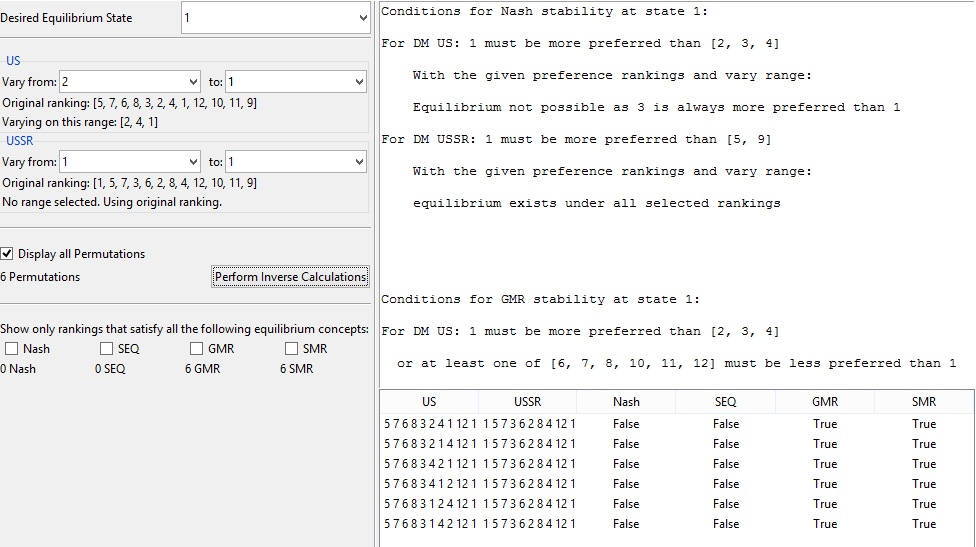 Desired Equilibrium State 1
US
Vary from: 2 to: 1
Original ranking: [5, 7, 6, 8, 3, 2, 4, 1, 12, 10, 11, 9]
Varying on this range: [2, 4, 1]
USSR
Vary from: 1 to: 1
Original ranking: [1, 5, 7, 3, 6, 2, 8, 4, 12, 10, 11, 9]
No range selected. Using original ranking.
Display all Permutations
6 Permutations Perform Inverse Calculations
Show only rankings that satisfy all the following equilibrium concepts:
Nash SEQ GMR SMR
0 Nash 0 SEQ 6 GMR 6 SMR
Conditions for Nash stability at state 1:
For DM US: 1 must be more preferred than [2, 3, 4]
With the given preference rankings and vary range:
Equilibrium not possible as 3 is always more preferred than 1
For DM USSR: 1 must be more preferred than [5, 9]
With the given preference rankings and vary range:
equilibrium exists under all selected rankings
Conditions for GMR stability at state 1:
For DM US: 1 must be more preferred than [2, 3, 4]
or at least one of [6, 7, 8, 10, 11, 12] must be less preferred than 1
US USSR Nash SEQ GMR SMR
5 7 6 8 3 2 4 1 12 1 1 5 7 3 6 2 8 4 12 1 False False True True
5 7 6 8 3 2 1 4 12 1 1 5 7 3 6 2 8 4 12 1 False False True True
5 7 6 8 3 4 2 1 12 1 1 5 7 3 6 2 8 4 12 1 False False True True
5 7 6 8 3 4 1 2 12 1 1 5 7 3 6 2 8 4 12 1 False False True True
5 7 6 8 3 1 2 4 12 1 1 5 7 3 6 2 8 4 12 1 False False True True
5 7 6 8 3 1 4 2 12 1 1 5 7 3 6 2 8 4 12 1 False False True True